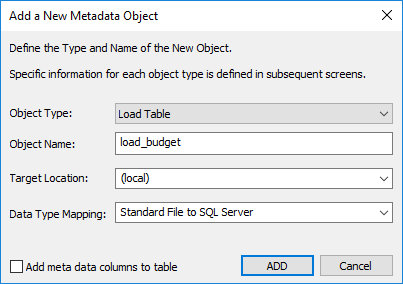 Add a New Metadata Object
Define the Type and Name of the New Object.
Specific information for each object type is defined in subsequent screens.
Object Type: Load Table
Object Name: load_budget
Target Location: (local)
Data Type Mapping: Standard File to SQL Server
Add meta data columns to table ADD Cancel